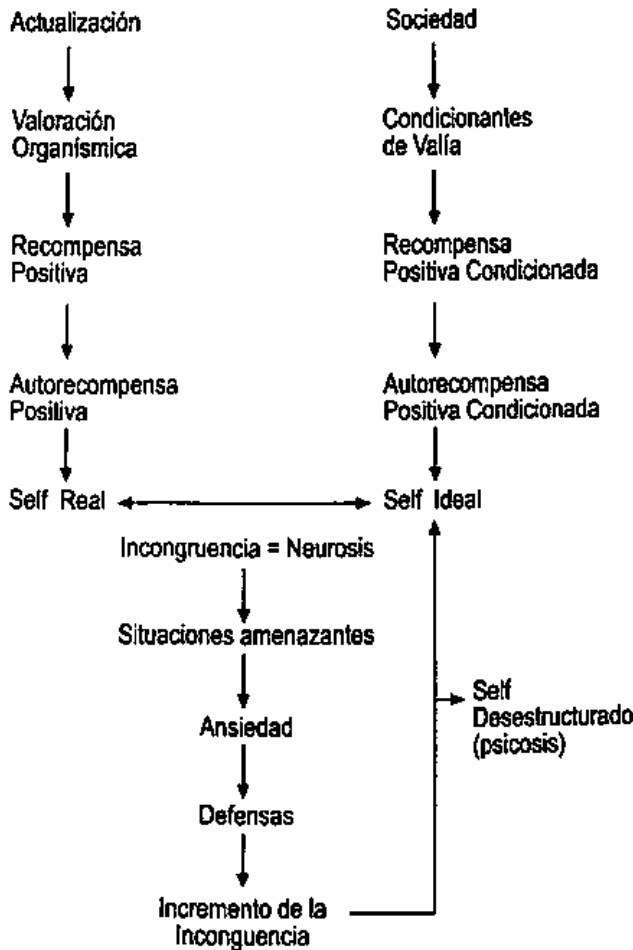 Actualización
Valoración
Organísmica
Recompensa
Positiva
Autorecompensa
Positiva
Self Real
Sociedad
Condicionantes
de Valía
Recompensa
Positiva Condicionada
Autorecompensa
Positiva Condicionada
Self Ideal
Incongruencia = Neurosis
Situaciones amenazantes
Ansiedad
Defensas
Incremento de la
Inconguencia
Self
Desestructurado
(psicosis)